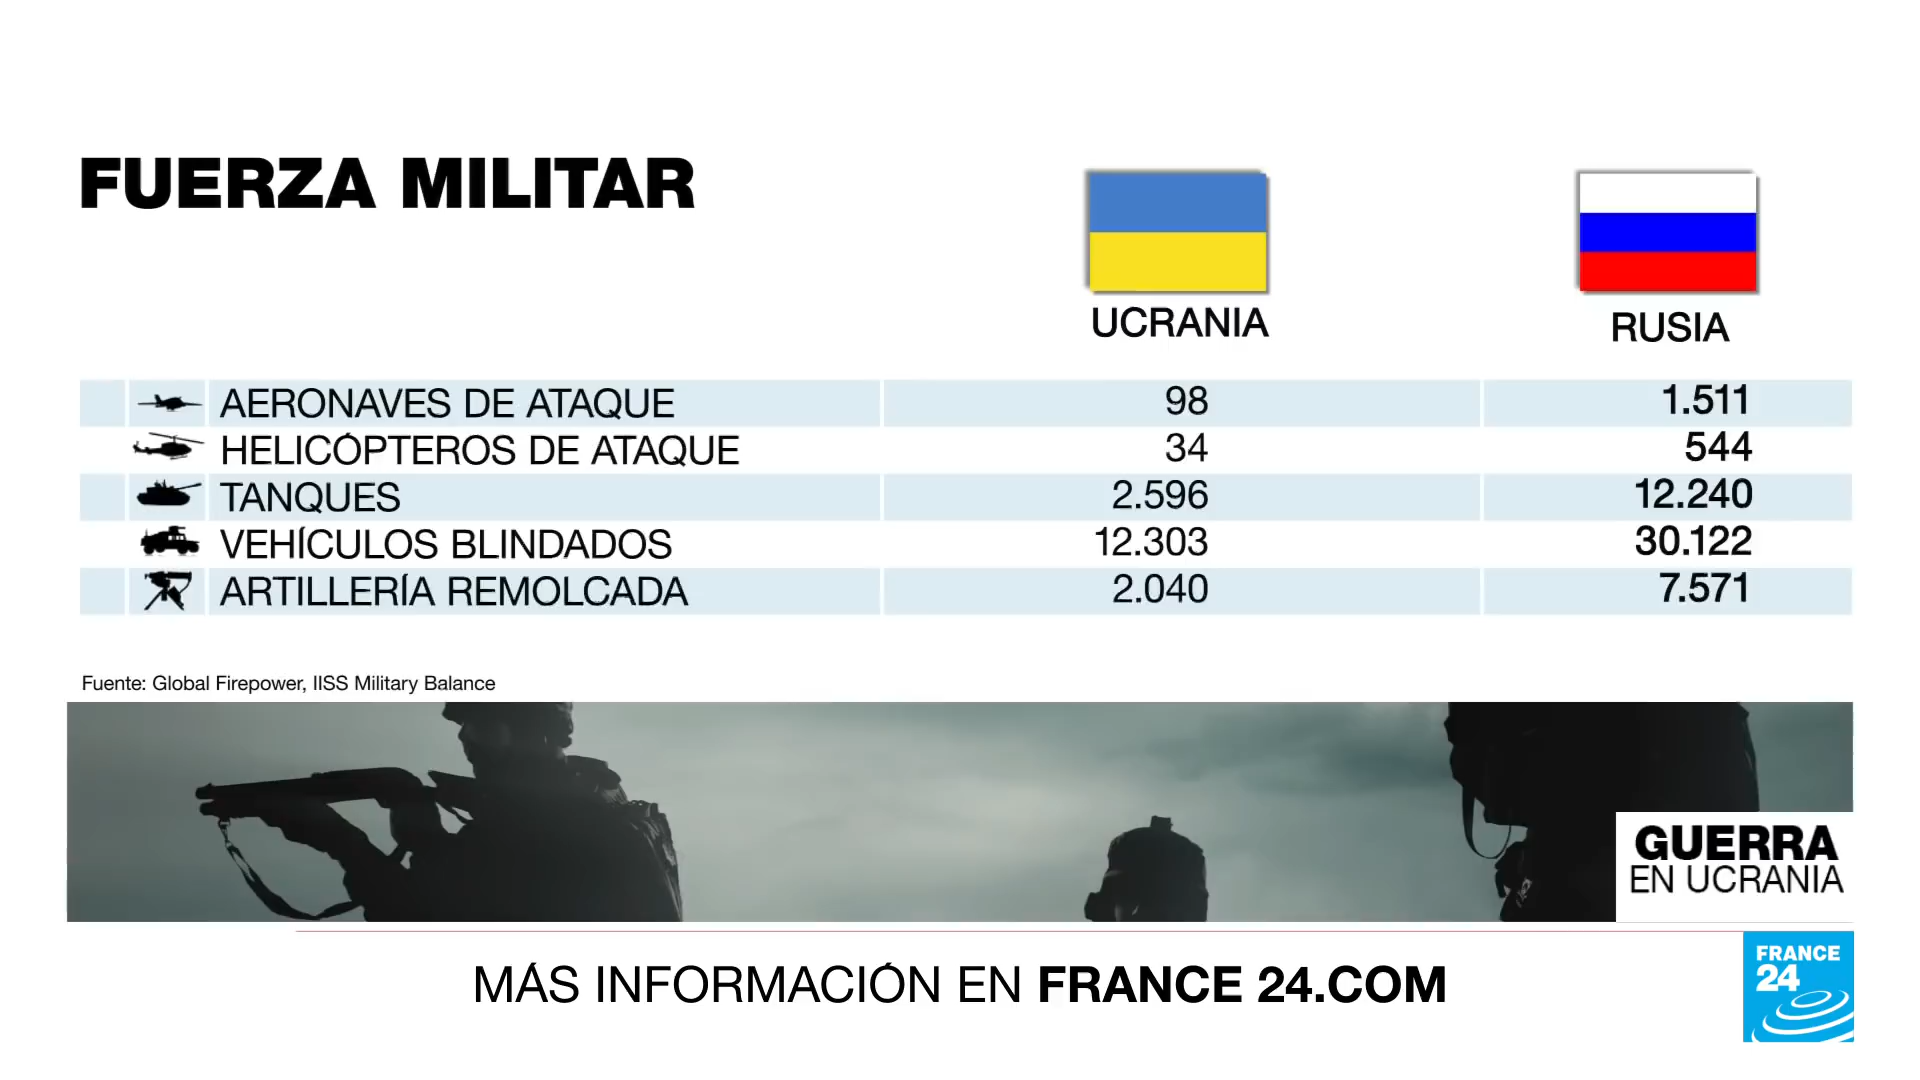 FUERZA MILITAR
UCRANIA
RUSIA
AERONAVES DE ATAQUE 98 1.511
HELICÓPTEROS DE ATAQUE 34 544
TANQUES 2.596 12.240
VEHÍCULOS BLINDADOS 12.303 30.122
ARTILLERÍA REMOLCADA 2.040 7.571
Fuente: Global Firepower, IISS Military Balance
GUERRA
EN UCRANIA
MÁS INFORMACIÓN EN FRANCE 24.COM
FRANCE
24